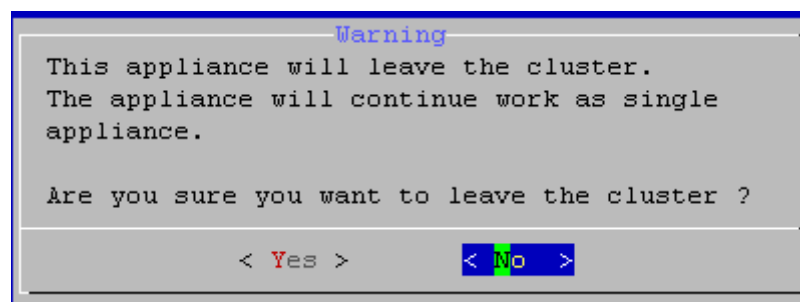 Warning
This appliance will leave the cluster.
The appliance will continue work as single
appliance.
Are you sure you want to leave the cluster ?
< Yes > < No >